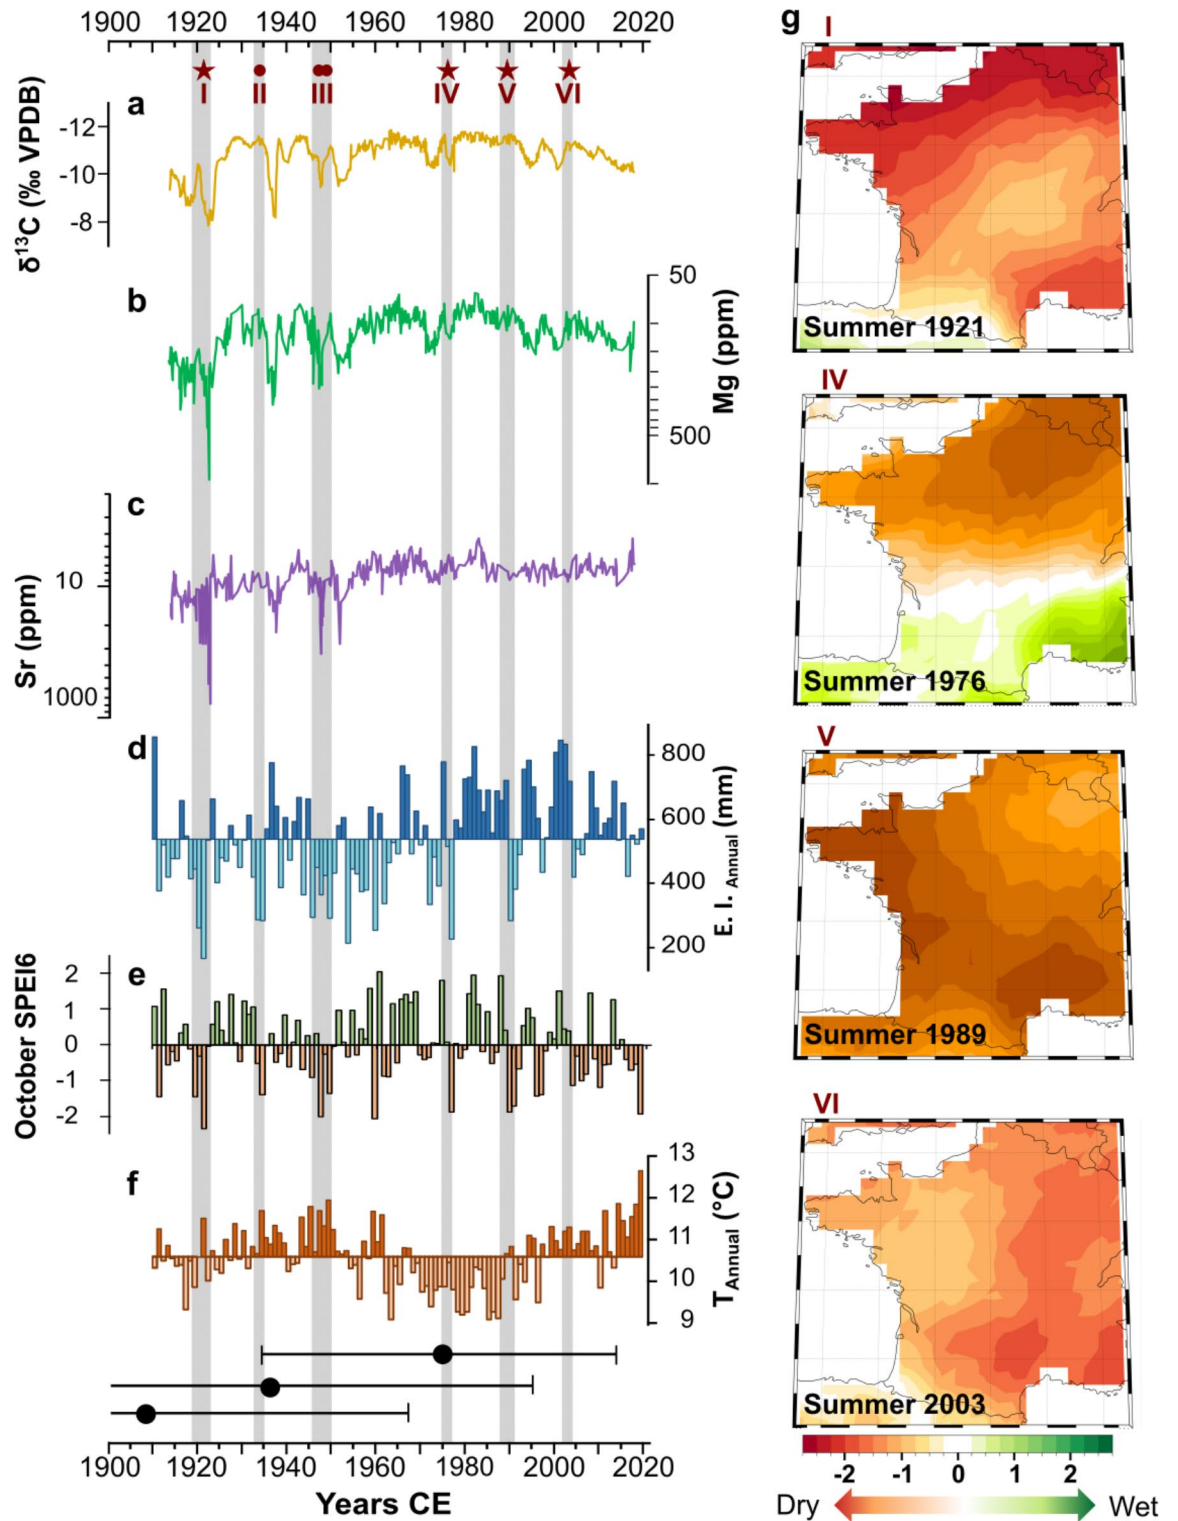 1900 1920 1940 1960 1980 2000 2020
I II III IV V VI
a
-12
-10
-8
δ¹³C (‰ VPDB)
b
50
500
Mg (ppm)
c
10
1000
Sr (ppm)
d
800
600
400
200
E. I. Annual (mm)
e
2
1
0
-1
-2
October SPEI6
f
13
12
11
10
9
TAnnual (°C)
1900 1920 1940 1960 1980 2000 2020
Years CE
g
I
Summer 1921
IV
Summer 1976
V
Summer 1989
VI
Summer 2003
-2 -1 0 1 2
Dry Wet